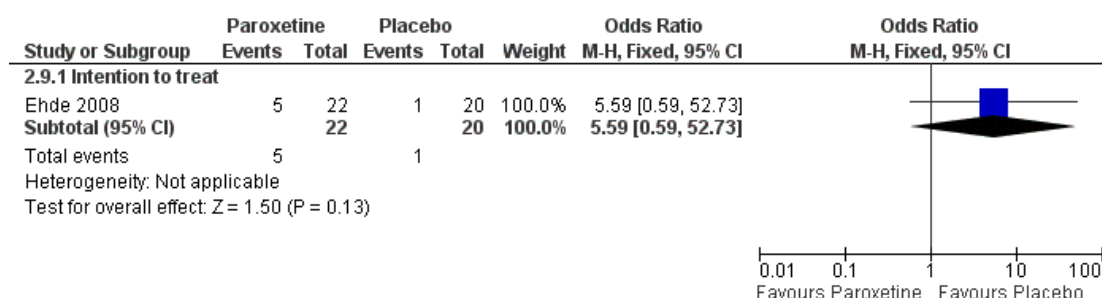 Paroxetine Placebo Odds Ratio Odds Ratio
Study or Subgroup Events Total Events Total Weight M-H, Fixed, 95% CI M-H, Fixed, 95% CI
2.9.1 Intention to treat
Ehde 2008 5 22 1 20 100.0% 5.59 [0.59, 52.73]
Subtotal (95% CI) 22 20 100.0% 5.59 [0.59, 52.73]
Total events 5 1
Heterogeneity: Not applicable
Test for overall effect: Z = 1.50 (P = 0.13)
0.01 0.1 1 10 100
Favours Paroxetine Favours Placebo